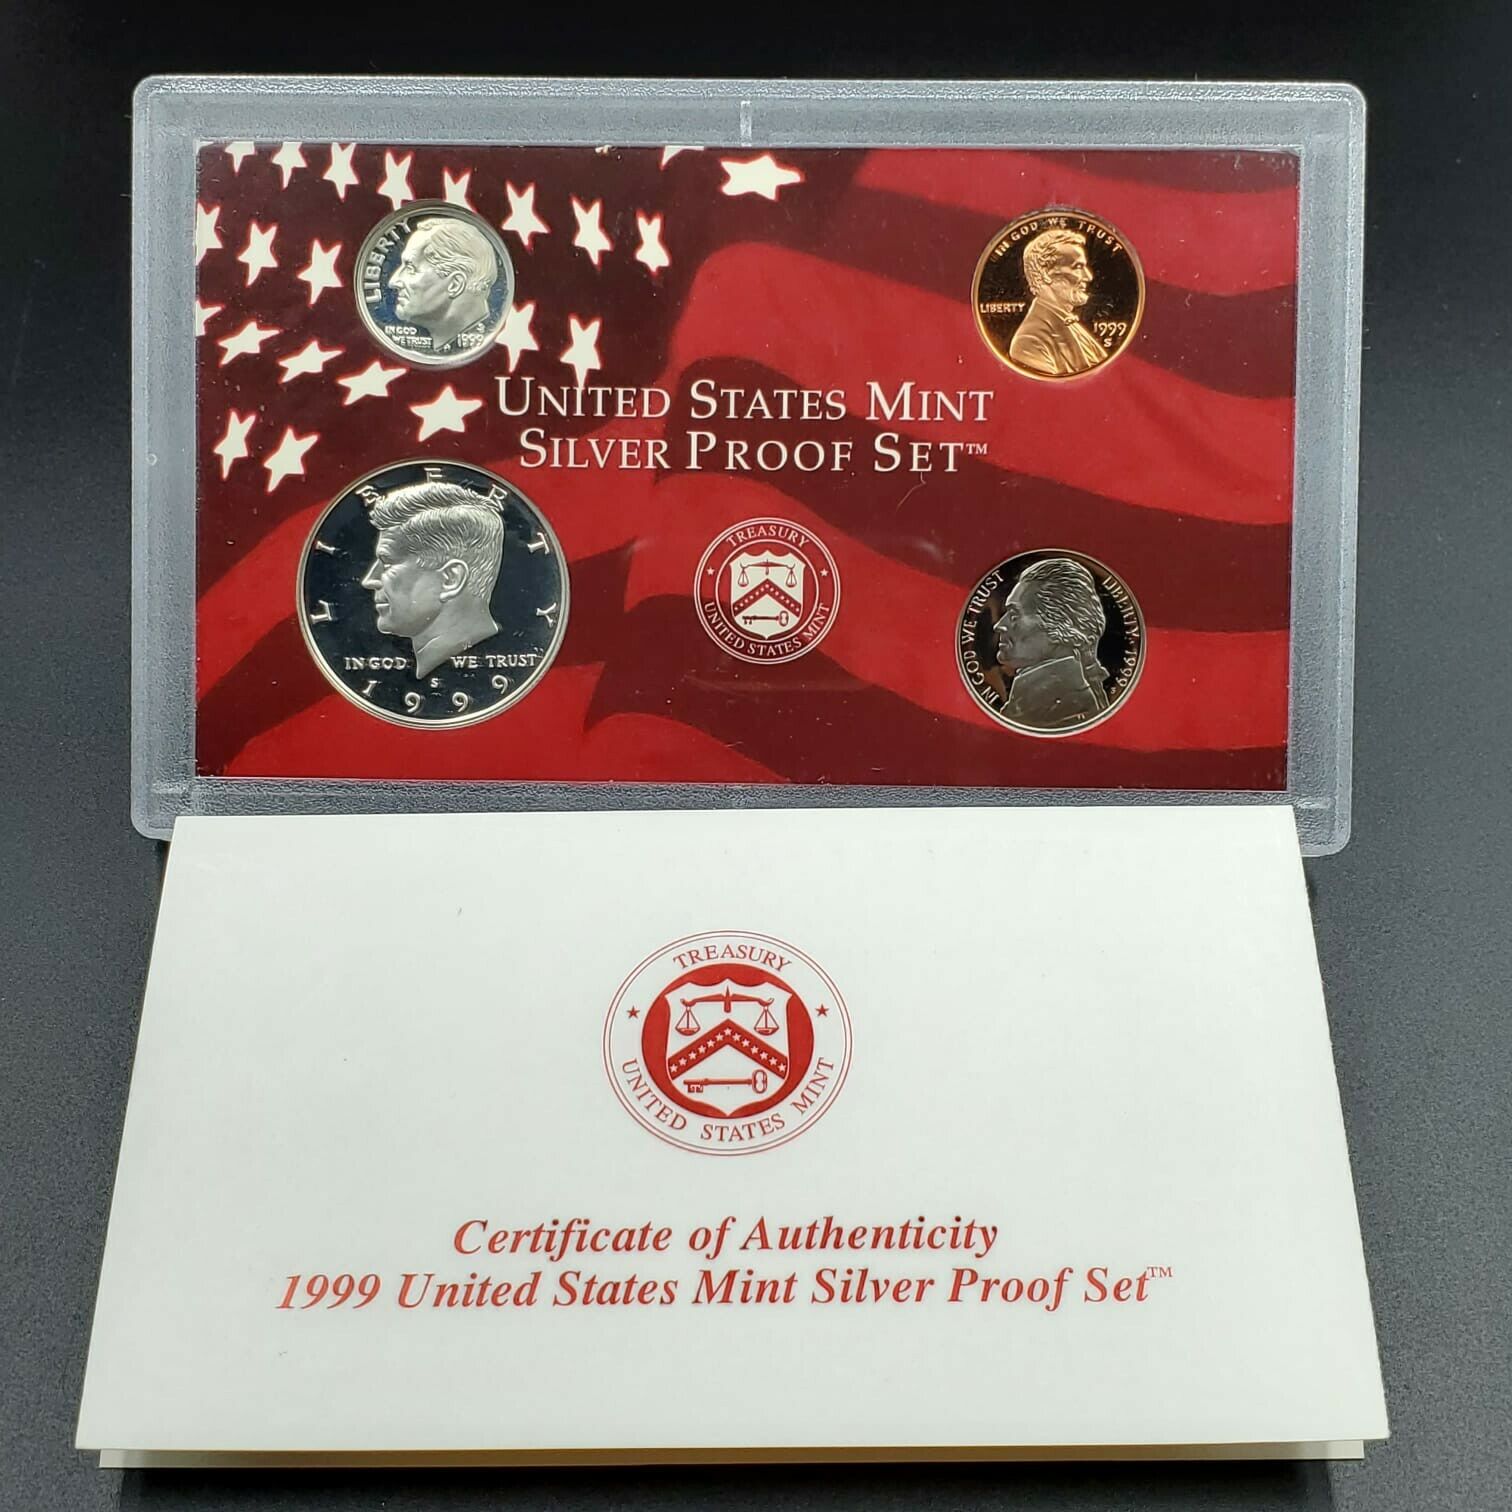 LIBERTY
IN GOD
WE TRUST
S
1999
IN GOD WE TRUST
LIBERTY
1999
S
UNITED STATES MINT
SILVER PROOF SET™
LIBERTY
IN GOD WE TRUST
S
1999
TREASURY
UNITED STATES MINT
IN GOD WE TRUST
LIBERTY 1999
S
TREASURY
UNITED STATES MINT
Certificate of Authenticity
1999 United States Mint Silver Proof Set™